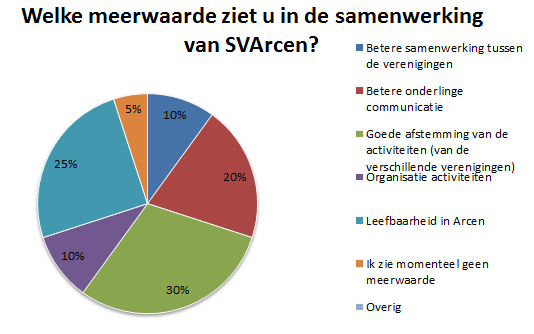 Welke meerwaarde ziet u in de samenwerking
van SVArcen?
10%
20%
30%
10%
25%
5%
Betere samenwerking tussen
de verenigingen
Betere onderlinge
communicatie
Goede afstemming van de
activiteiten (van de
verschillende verenigingen)
Organisatie activiteiten
Leefbaarheid in Arcen
Ik zie momenteel geen
meerwaarde
Overig